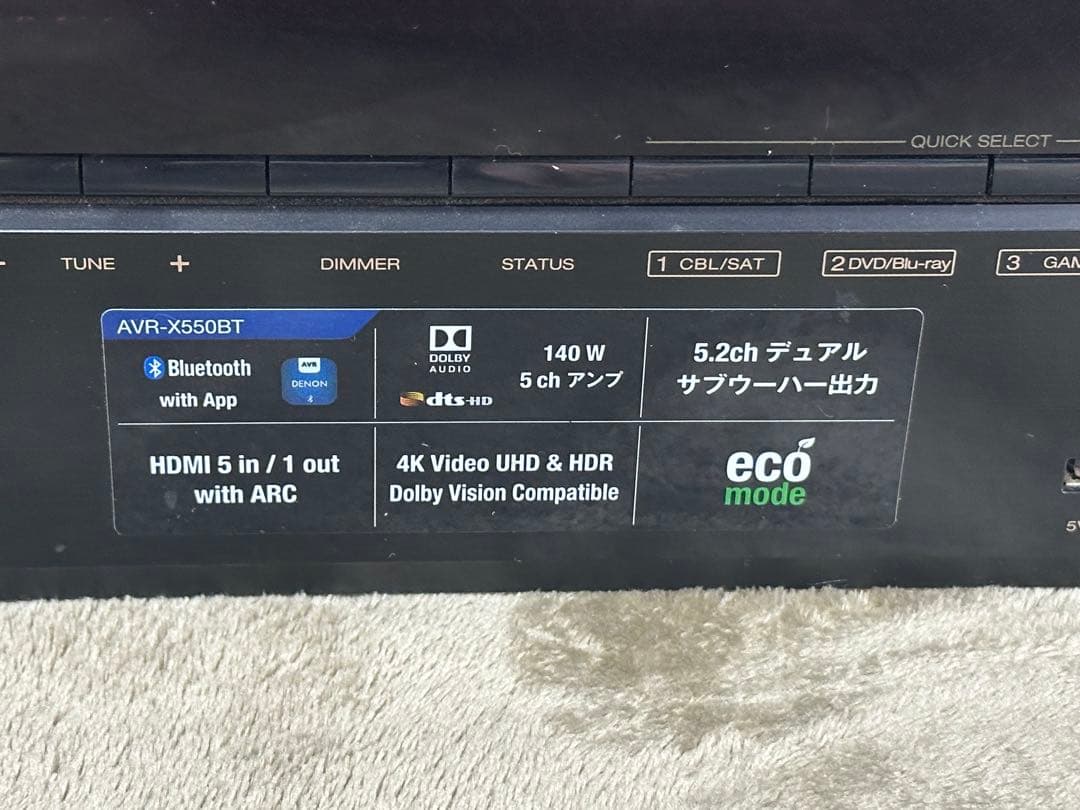 QUICK SELECT
TUNE +
DIMMER
STATUS
1 CBL/SAT
2 DVD/Blu-ray
3
AVR-X550BT
Bluetooth
with App
AVR
DENON
DOLBY
AUDIO
dts-HD
140 W
5 ch アンプ
5.2ch デュアル
サブウーハー出力
HDMI 5 in / 1 out
with ARC
4K Video UHD & HDR
Dolby Vision Compatible
eco
mode